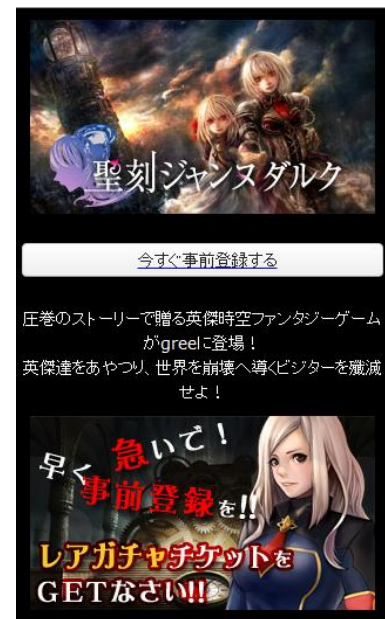 聖刻ジャンヌダルク
今すぐ事前登録する
圧巻のストーリーで贈る英傑時空ファンタジーゲーム
がgreeに登場！
英傑達をあやつり、世界を崩壊へ導くビジターを殲滅
せよ！
早く急いで！
事前登録を!!
レアガチャチケットを
GETなさい!!